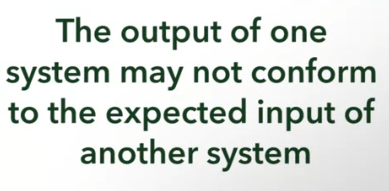 The output of one
system may not conform
to the expected input of
another system